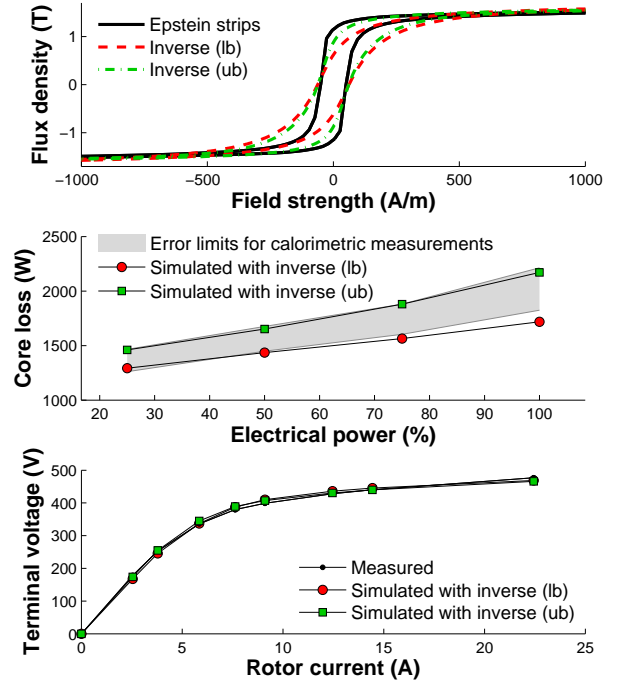 Flux density (T)
1
0
−1
Epstein strips
Inverse (lb)
Inverse (ub)
−1000
−500
0
500
1000
Field strength (A/m)
Core loss (W)
2500
2000
1500
1000
Error limits for calorimetric measurements
Simulated with inverse (lb)
Simulated with inverse (ub)
20
30
40
50
60
70
80
90
100
Electrical power (%)
Terminal voltage (V)
500
400
300
200
100
0
Measured
Simulated with inverse (lb)
Simulated with inverse (ub)
0
5
10
15
20
25
Rotor current (A)